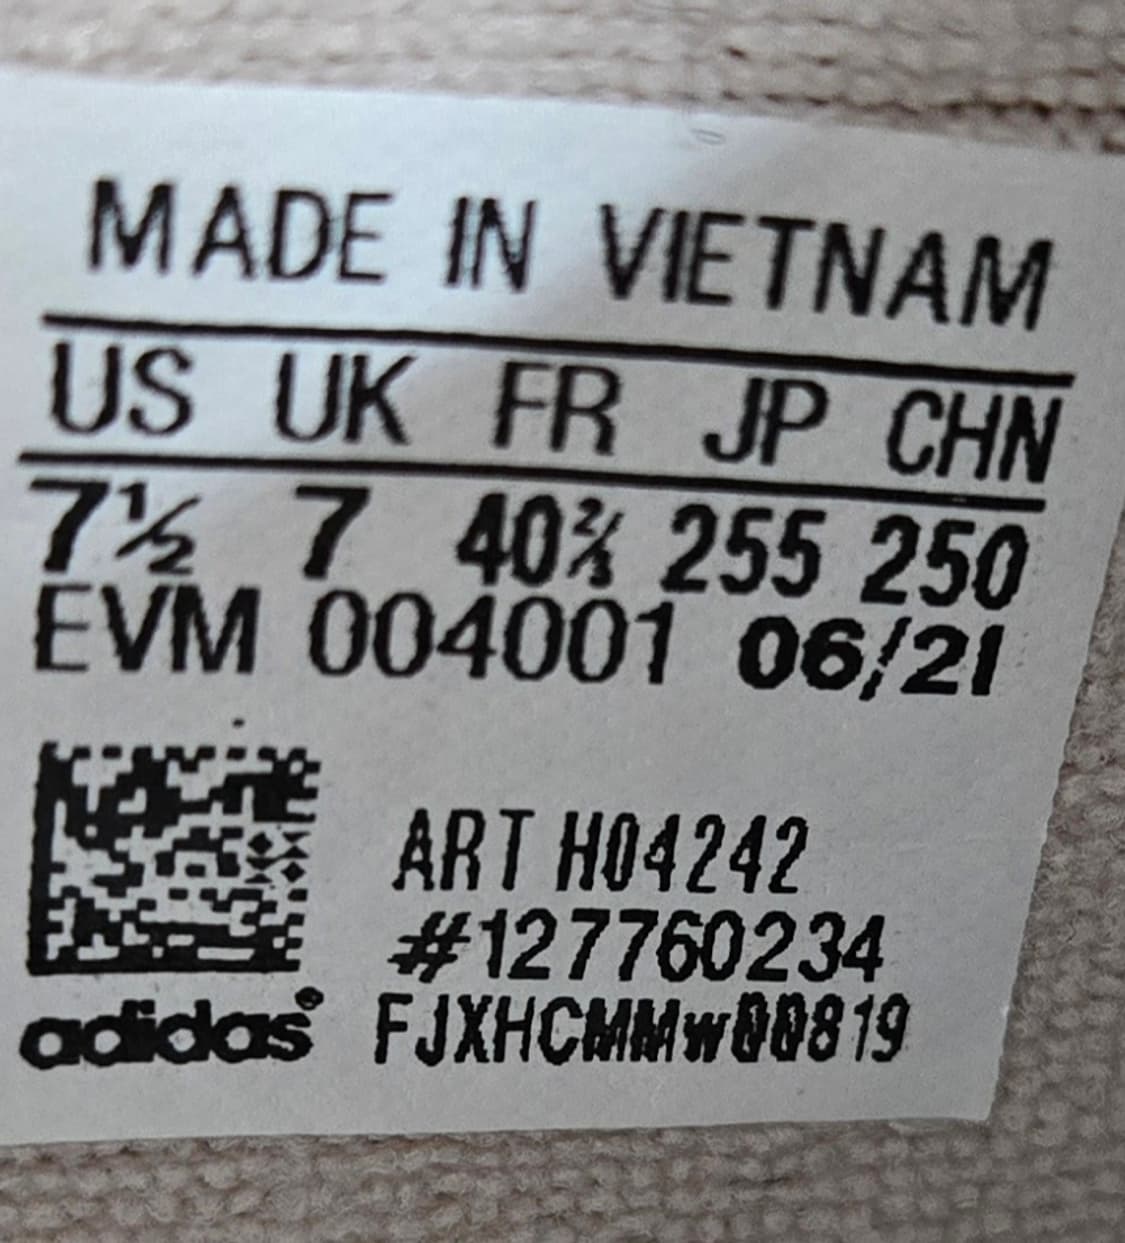 MADE IN VIETNAM
US UK FR JP CHN
7½ 7 40⅔ 255 250
EVM 004001 06/21
ART H04242
#127760234
adidas® FJXHCMMw00819